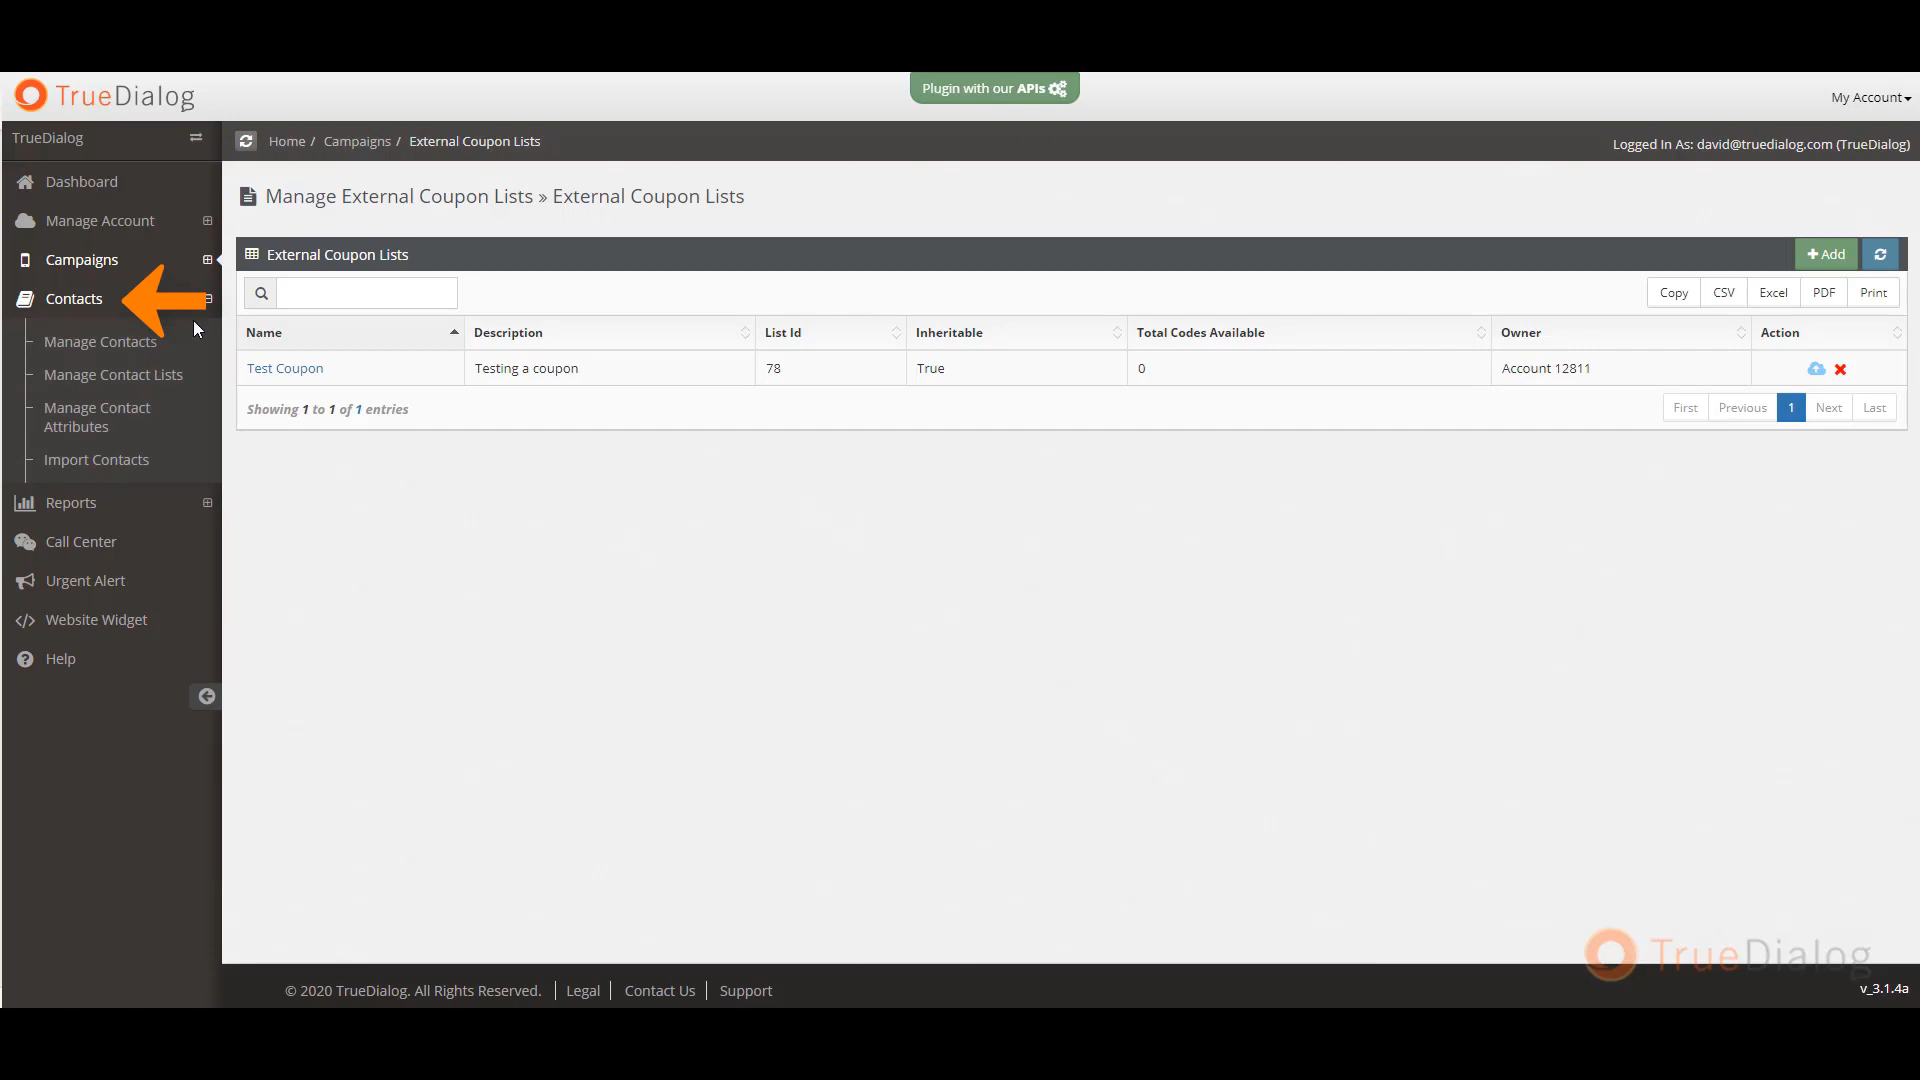 TrueDialog
Plugin with our APIs
My Account
TrueDialog
Home / Campaigns / External Coupon Lists
Logged In As: david@truedialog.com (TrueDialog)
Dashboard
Manage Account
Campaigns
Contacts
Manage Contacts
Manage Contact Lists
Manage Contact
Attributes
Import Contacts
Reports
Call Center
Urgent Alert
Website Widget
Help
Manage External Coupon Lists » External Coupon Lists
External Coupon Lists
Add
Copy CSV Excel PDF Print
Name Description List Id Inheritable Total Codes Available Owner Action
Test Coupon Testing a coupon 78 True 0 Account 12811
Showing 1 to 1 of 1 entries
First Previous 1 Next Last
TrueDialog
© 2020 TrueDialog. All Rights Reserved. Legal Contact Us Support
v_3.1.4a